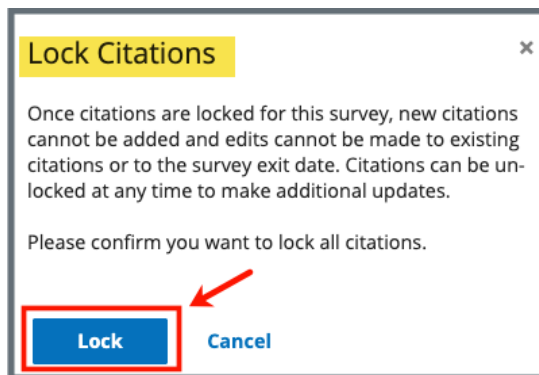 Lock Citations
×
Once citations are locked for this survey, new citations
cannot be added and edits cannot be made to existing
citations or to the survey exit date. Citations can be un-
locked at any time to make additional updates.
Please confirm you want to lock all citations.
Lock Cancel